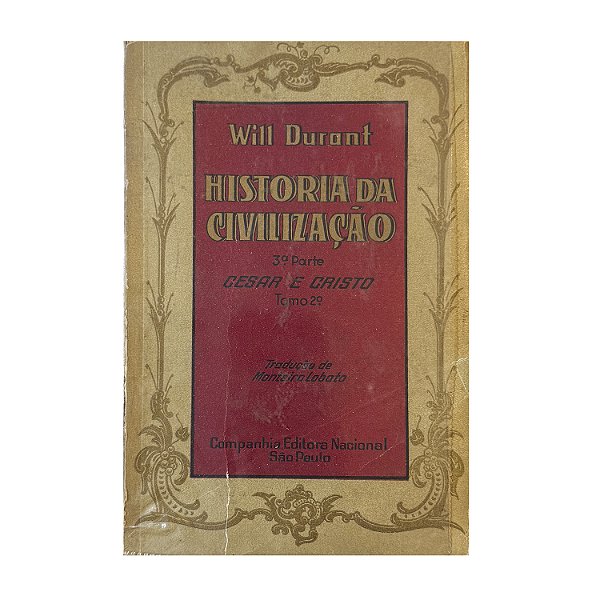 Will Durant
HISTORIA DA
CIVILIZAÇÃO
3ª Parte
CESAR E CRISTO
Tomo 2º
Tradução de
Monteiro Lobato
Companhia Editora Nacional
São Paulo